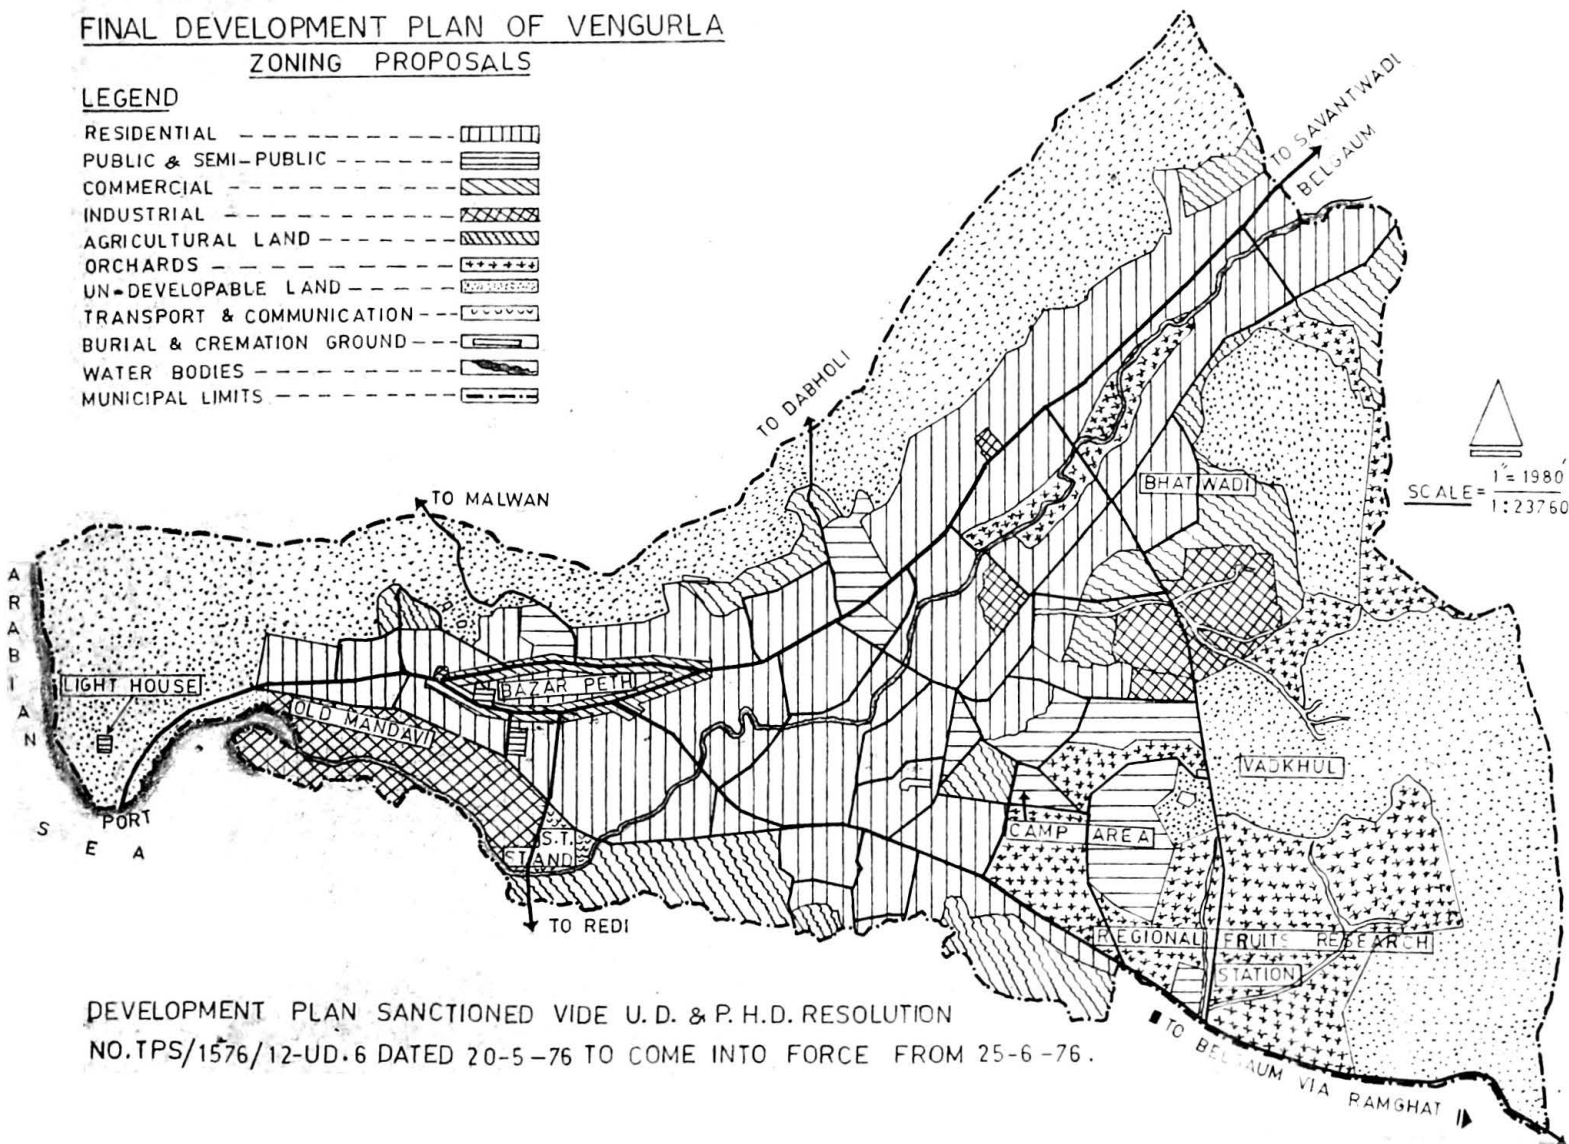 FINAL DEVELOPMENT PLAN OF VENGURLA
ZONING PROPOSALS
LEGEND
RESIDENTIAL
PUBLIC & SEMI-PUBLIC
COMMERCIAL
INDUSTRIAL
AGRICULTURAL LAND
ORCHARDS
UN-DEVELOPABLE LAND
TRANSPORT & COMMUNICATION
BURIAL & CREMATION GROUND
WATER BODIES
MUNICIPAL LIMITS
TO SAVANTWADI
BELGAUM
TO DABHOLI
TO MALWAN
BHATWADI
SCALE = 1" = 1980'
1:23760
ARABIAN
SEA
LIGHT HOUSE
PORT
OLD MANDAVI
BAZAR PETH
S.T.
STAND
TO REDI
VADKHUL
CAMP AREA
REGIONAL FRUITS RESEARCH
STATION
TO BELGAUM VIA RAMGHAT
DEVELOPMENT PLAN SANCTIONED VIDE U.D. & P.H.D. RESOLUTION
NO.TPS/1576/12-UD.6 DATED 20-5-76 TO COME INTO FORCE FROM 25-6-76.